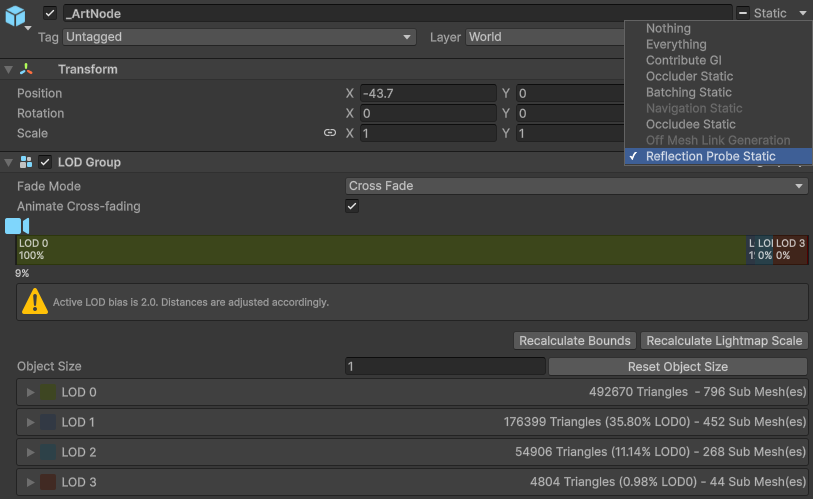 _ArtNode
Static
Tag Untagged Layer World
Nothing
Everything
Contribute GI
Occluder Static
Batching Static
Navigation Static
Occludee Static
Off Mesh Link Generation
Reflection Probe Static
Transform
Position X -43.7 Y 0
Rotation X 0 Y 0
Scale X 1 Y 1
LOD Group
Fade Mode Cross Fade
Animate Cross-fading
LOD 0 L LOI LOD 3
100% 1' 0% 0%
9%
Active LOD bias is 2.0. Distances are adjusted accordingly.
Recalculate Bounds Recalculate Lightmap Scale
Object Size 1 Reset Object Size
LOD 0 492670 Triangles - 796 Sub Mesh(es)
LOD 1 176399 Triangles (35.80% LOD0) - 452 Sub Mesh(es)
LOD 2 54906 Triangles (11.14% LOD0) - 268 Sub Mesh(es)
LOD 3 4804 Triangles (0.98% LOD0) - 44 Sub Mesh(es)